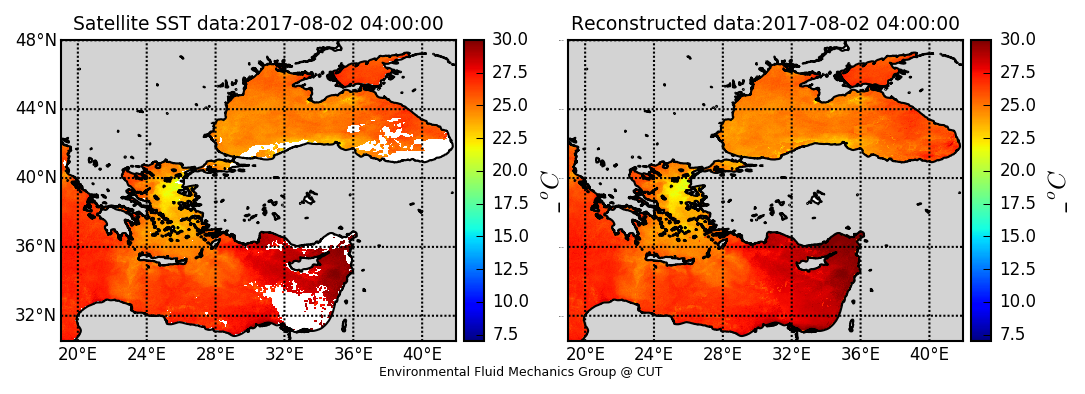 Satellite SST data:2017-08-02 04:00:00
48°N
44°N
40°N
36°N
32°N
20°E 24°E 28°E 32°E 36°E 40°E
30.0
27.5
25.0
22.5
20.0
17.5
15.0
12.5
10.0
7.5
Reconstructed data:2017-08-02 04:00:00
20°E 24°E 28°E 32°E 36°E 40°E
30.0
27.5
25.0
22.5
20.0
17.5
15.0
12.5
10.0
7.5
_ °C
_ °C
Environmental Fluid Mechanics Group @ CUT